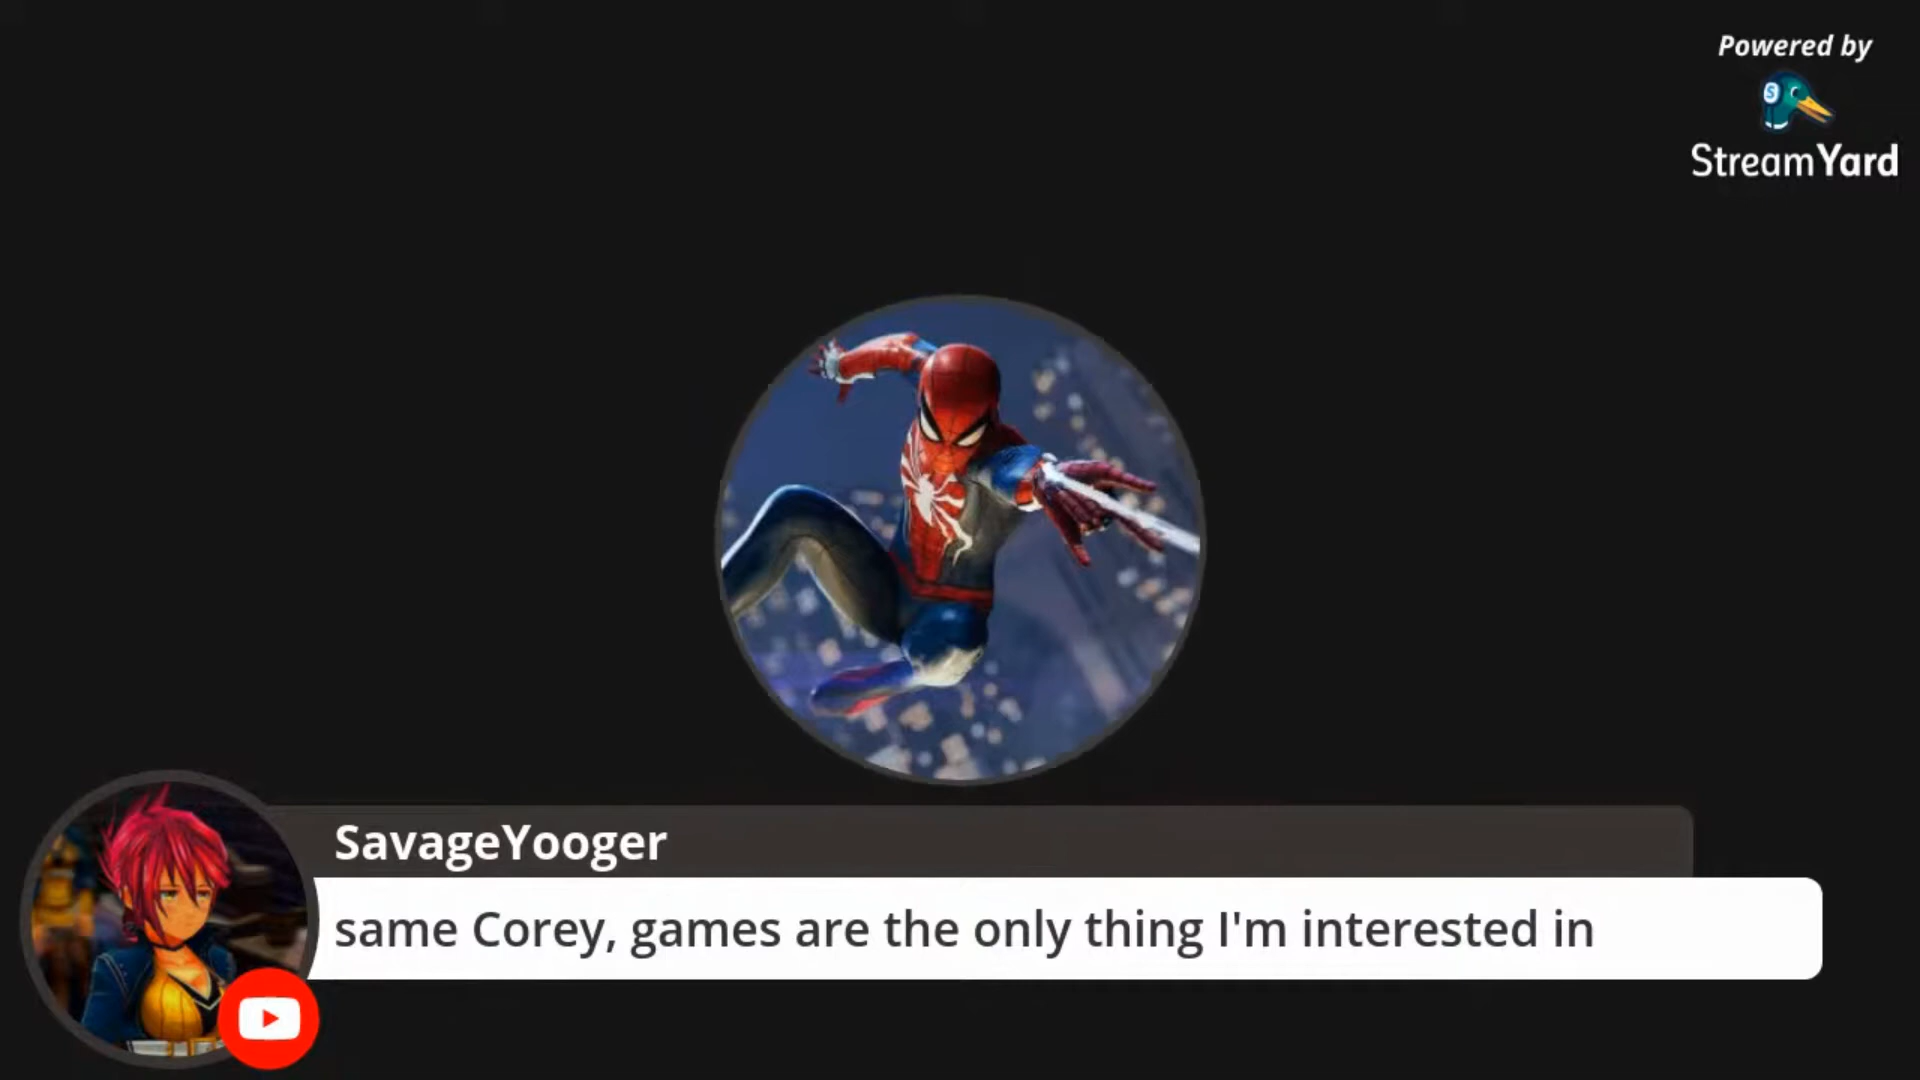 Powered by
StreamYard
SavageYooger
same Corey, games are the only thing I'm interested in